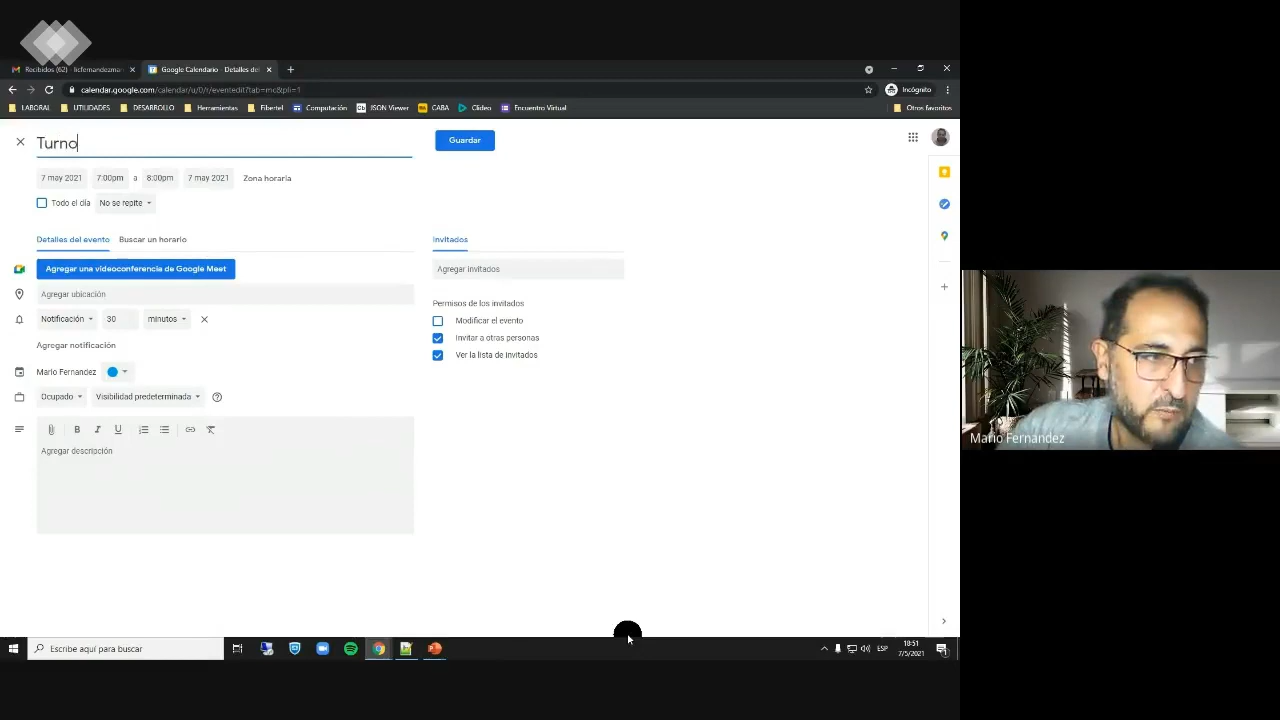 Recibidos (62) - licfernandezman
Google Calendario - Detalles del
calendar.google.com/calendar/u/0/r/eventedit?tab=mc&pli=1
Incógnito
LABORAL
UTILIDADES
DESARROLLO
Herramientas
Fibertel
Computación
JSON Viewer
CABA
Clideo
Encuentro Virtual
Otros favoritos
Turno
Guardar
7 may 2021
7:00pm
a
8:00pm
7 may 2021
Zona horaria
Todo el día
No se repite
Detalles del evento
Buscar un horario
Invitados
Agregar una videoconferencia de Google Meet
Agregar invitados
Agregar ubicación
Permisos de los invitados
Notificación
30
minutos
Modificar el evento
Invitar a otras personas
Agregar notificación
Ver la lista de invitados
Mario Fernandez
Ocupado
Visibilidad predeterminada
B I U
Agregar descripción
Mario Fernandez
Escribe aquí para buscar
ESP
18:51
7/5/2021